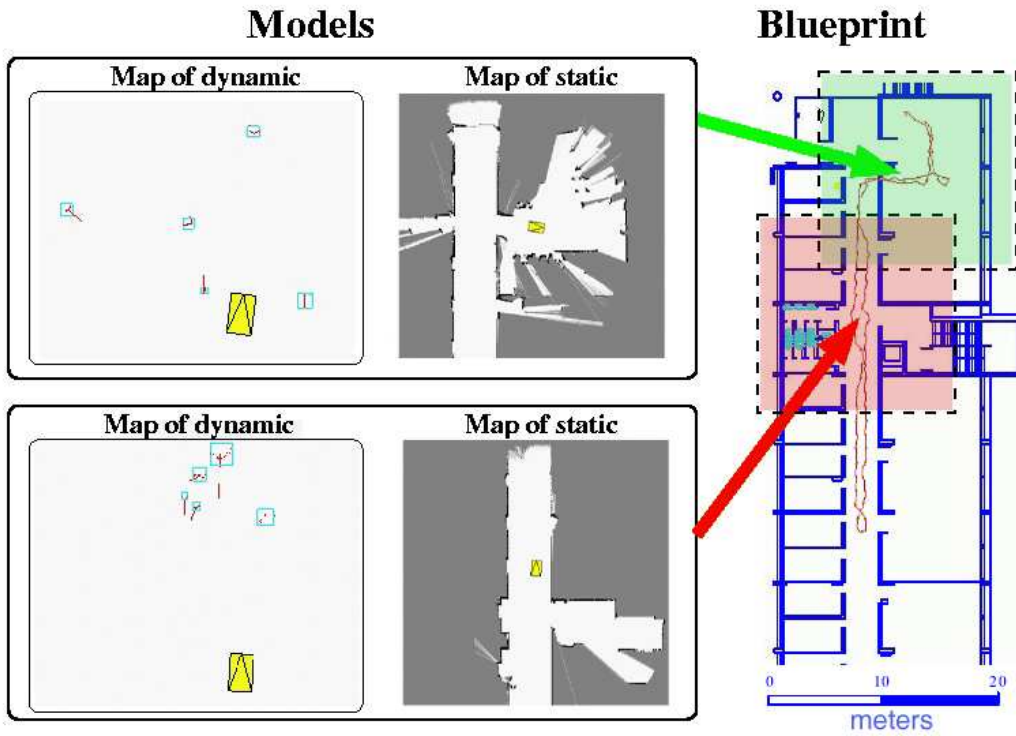 Models
Blueprint
Map of dynamic
Map of static
Map of dynamic
Map of static
0 10 20
meters